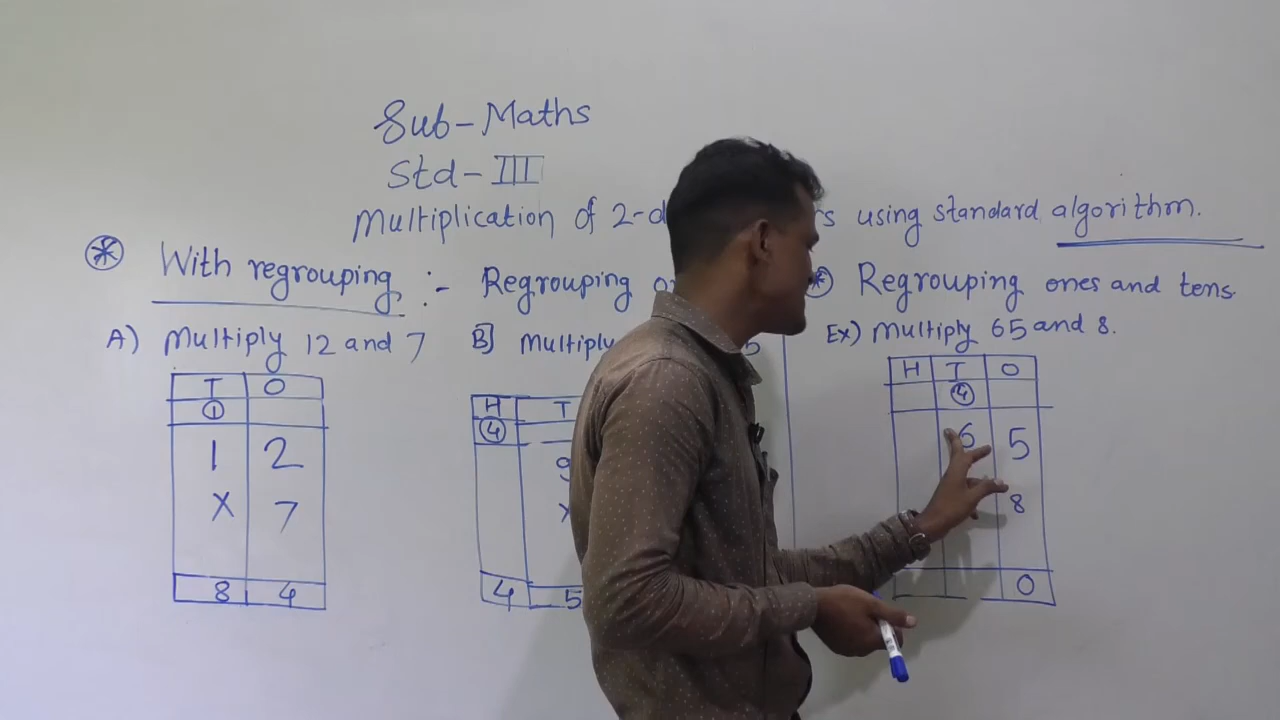 Sub-Maths
Std-III
Multiplication of 2-d s using standard algorithm.
* With regrouping :- Regrouping
A) Multiply 12 and 7
T O
1
1 2
X 7
8 4
B] Multiply 5
H T
4
9
X
4 5
* Regrouping ones and tens
Ex) Multiply 65 and 8.
H T O
4
6 5
8
0